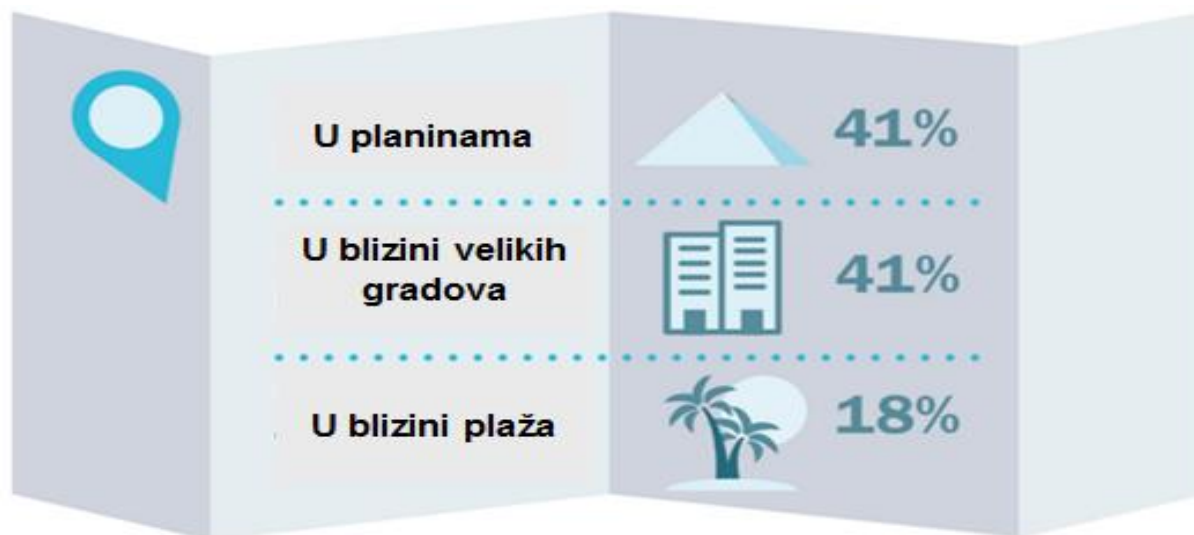 U planinama
41%
U blizini velikih
gradova
41%
U blizini plaža
18%